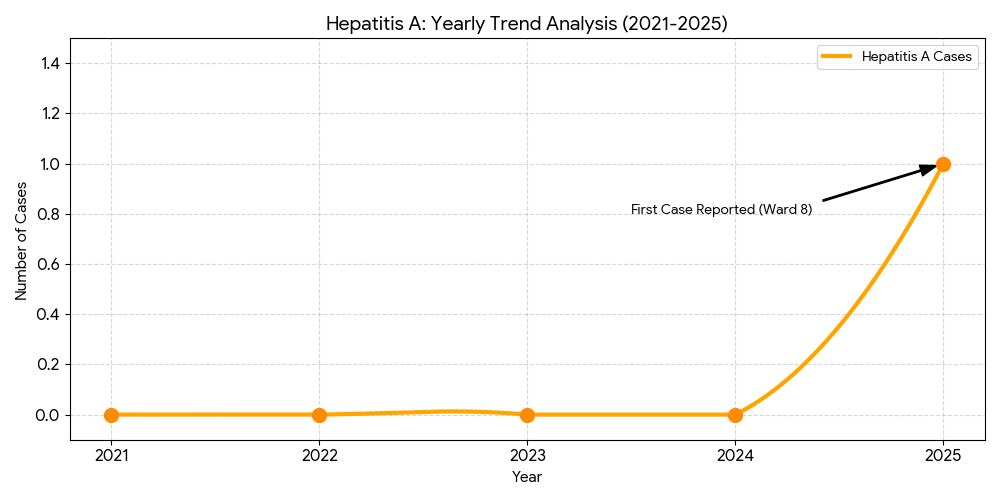 Hepatitis A: Yearly Trend Analysis (2021-2025)
Hepatitis A Cases
1.4
1.2
1.0
0.8
0.6
0.4
0.2
0.0
Number of Cases
First Case Reported (Ward 8)
2021 2022 2023 2024 2025
Year